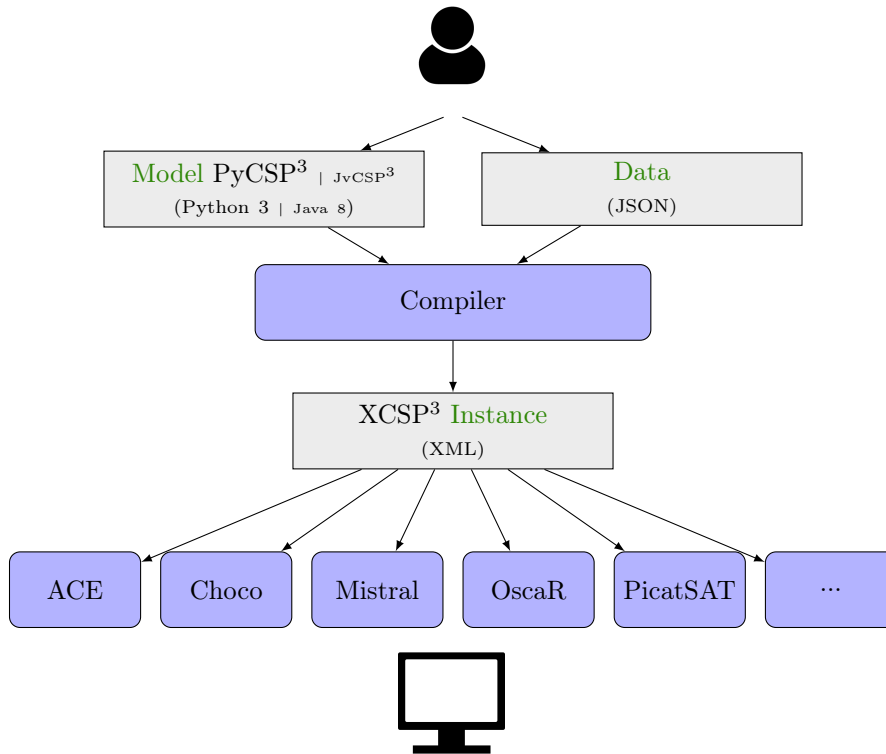 Model PyCSP³ | JvCSP³
(Python 3 | Java 8)
Data
(JSON)
Compiler
XCSP³ Instance
(XML)
ACE
Choco
Mistral
OscaR
PicatSAT
...